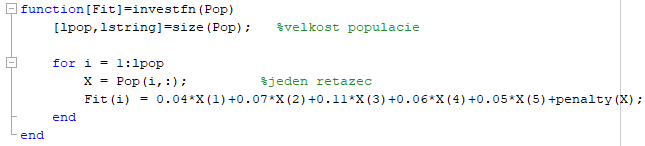 function[Fit]=investfn(Pop)
[lpop,lstring]=size(Pop); %velkost populacie
for i = 1:lpop
X = Pop(i,:); %jeden retazec
Fit(i) = 0.04*X(1)+0.07*X(2)+0.11*X(3)+0.06*X(4)+0.05*X(5)+penalty(X);
end
end